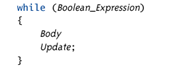 while (Boolean_Expression)
{
Body
Update;
}